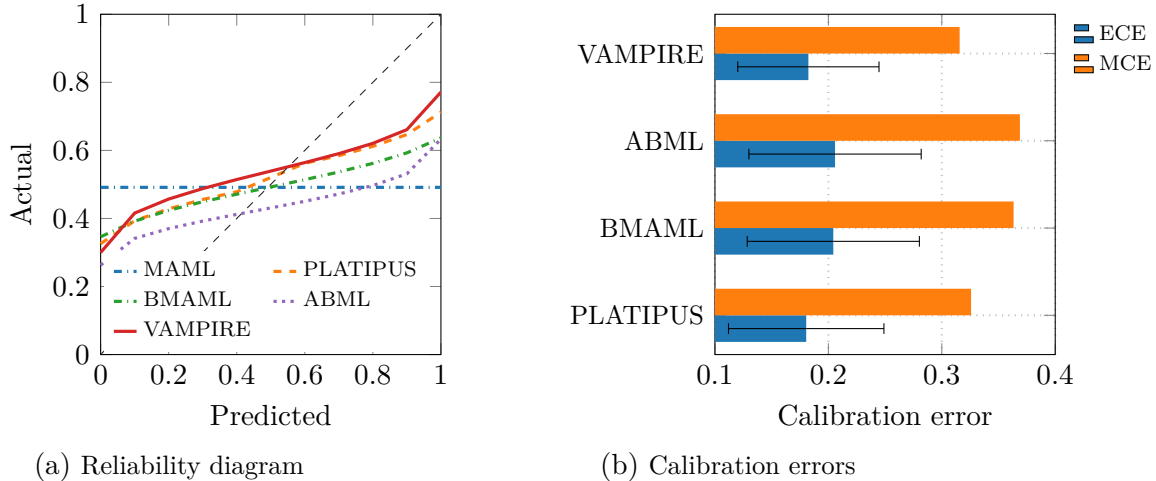 1
0.8
0.6
0.4
0.2
0
Actual
MAML
PLATIPUS
BMAML
ABML
VAMPIRE
0 0.2 0.4 0.6 0.8 1
Predicted
(a) Reliability diagram
VAMPIRE
ABML
BMAML
PLATIPUS
0.1 0.2 0.3 0.4
Calibration error
ECE
MCE
(b) Calibration errors